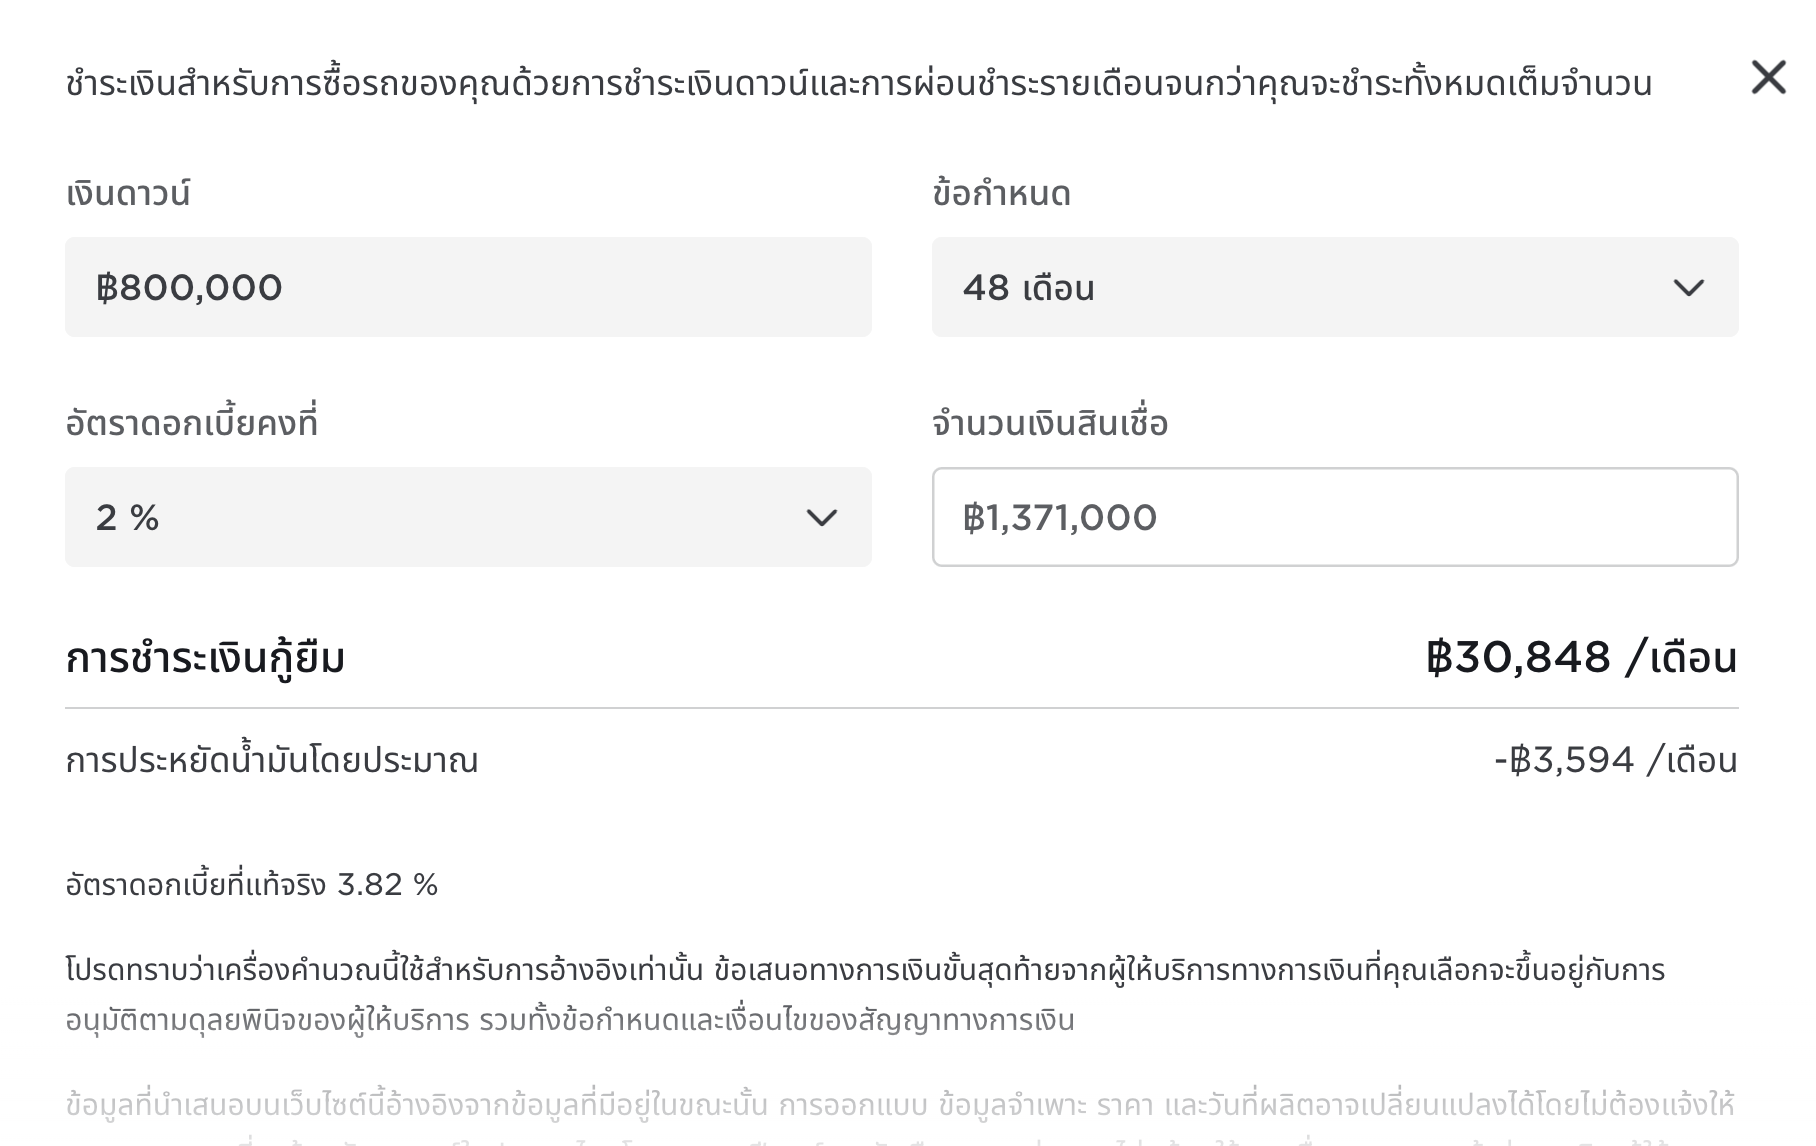 ชำระเงินสำหรับการซื้อรถของคุณด้วยการชำระเงินดาวน์และการผ่อนชำระรายเดือนจนกว่าคุณจะชำระทั้งหมดเต็มจำนวน
เงินดาวน์
ข้อกำหนด
฿800,000
48 เดือน
อัตราดอกเบี้ยคงที่
จำนวนเงินสินเชื่อ
2 %
฿1,371,000
การชำระเงินกู้ยืม ฿30,848 /เดือน
การประหยัดน้ำมันโดยประมาณ -฿3,594 /เดือน
อัตราดอกเบี้ยที่แท้จริง 3.82 %
โปรดทราบว่าเครื่องคำนวณนี้ใช้สำหรับการอ้างอิงเท่านั้น ข้อเสนอทางการเงินขั้นสุดท้ายจากผู้ให้บริการทางการเงินที่คุณเลือกจะขึ้นอยู่กับการ
อนุมัติตามดุลยพินิจของผู้ให้บริการ รวมทั้งข้อกำหนดและเงื่อนไขของสัญญาทางการเงิน
ข้อมูลที่นำเสนอบนเว็บไซต์นี้อ้างอิงจากข้อมูลที่มีอยู่ในขณะนั้น การออกแบบ ข้อมูลจำเพาะ ราคา และวันที่ผลิตอาจเปลี่ยนแปลงได้โดยไม่ต้องแจ้งให้